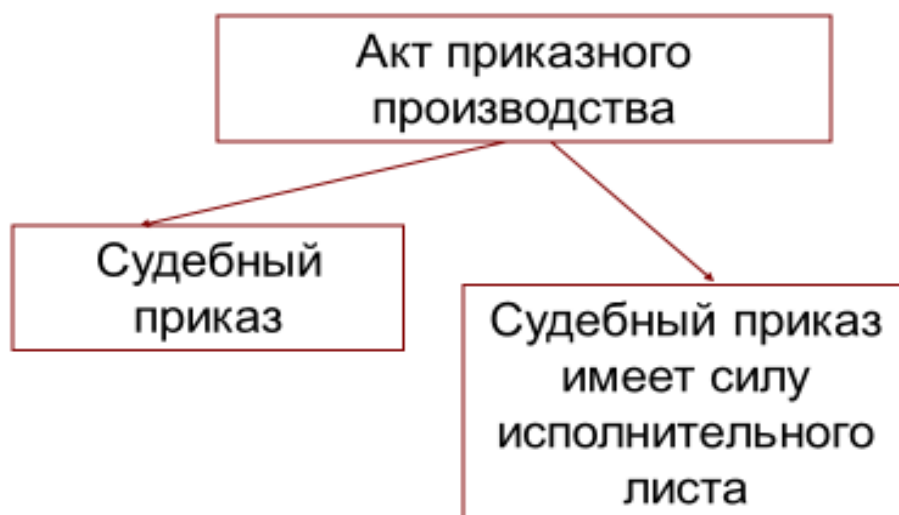 Акт приказного
производства
Судебный
приказ
Судебный приказ
имеет силу
исполнительного
листа